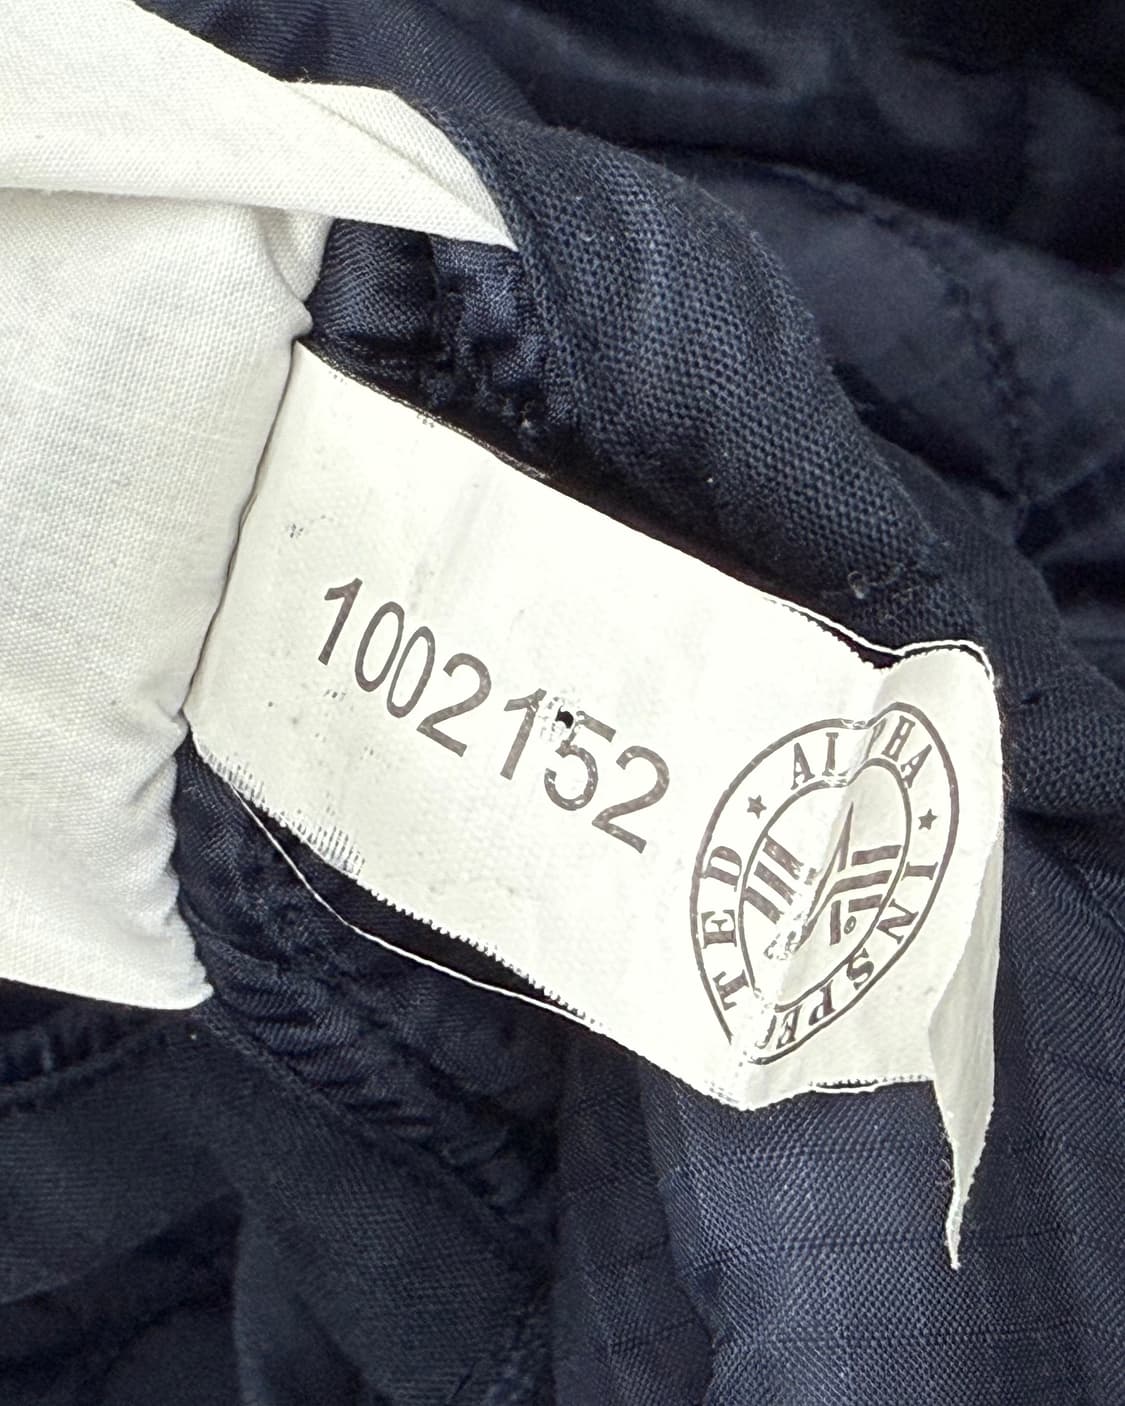 1002152
ALPHA ★ INSPECTED ★
®